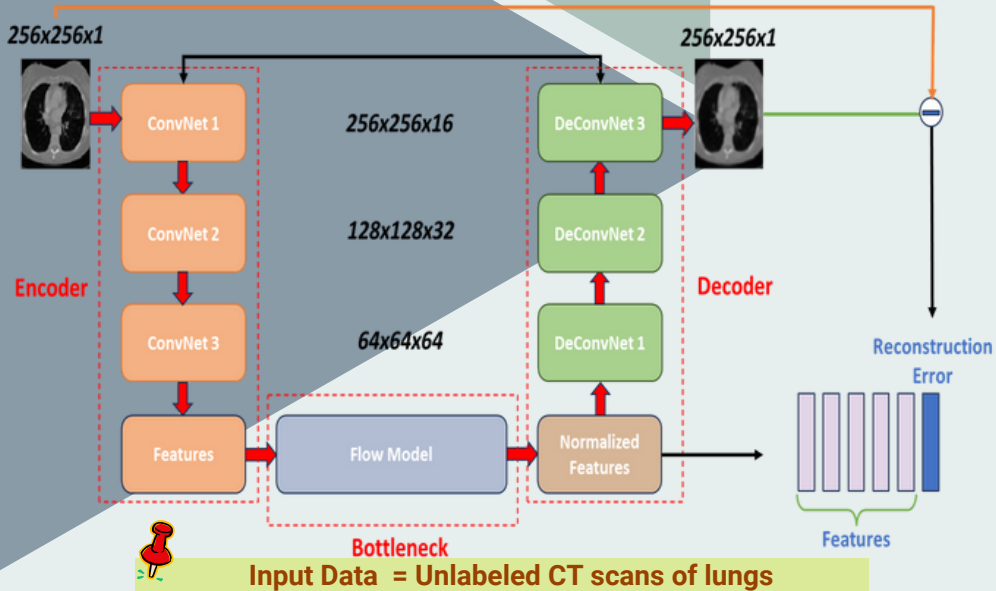 256x256x1
256x256x1
ConvNet 1
256x256x16
DeConvNet 3
ConvNet 2
128x128x32
DeConvNet 2
Encoder
Decoder
ConvNet 3
64x64x64
DeConvNet 1
Reconstruction
Error
Features
Flow Model
Normalized
Features
Features
Bottleneck
Input Data = Unlabeled CT scans of lungs